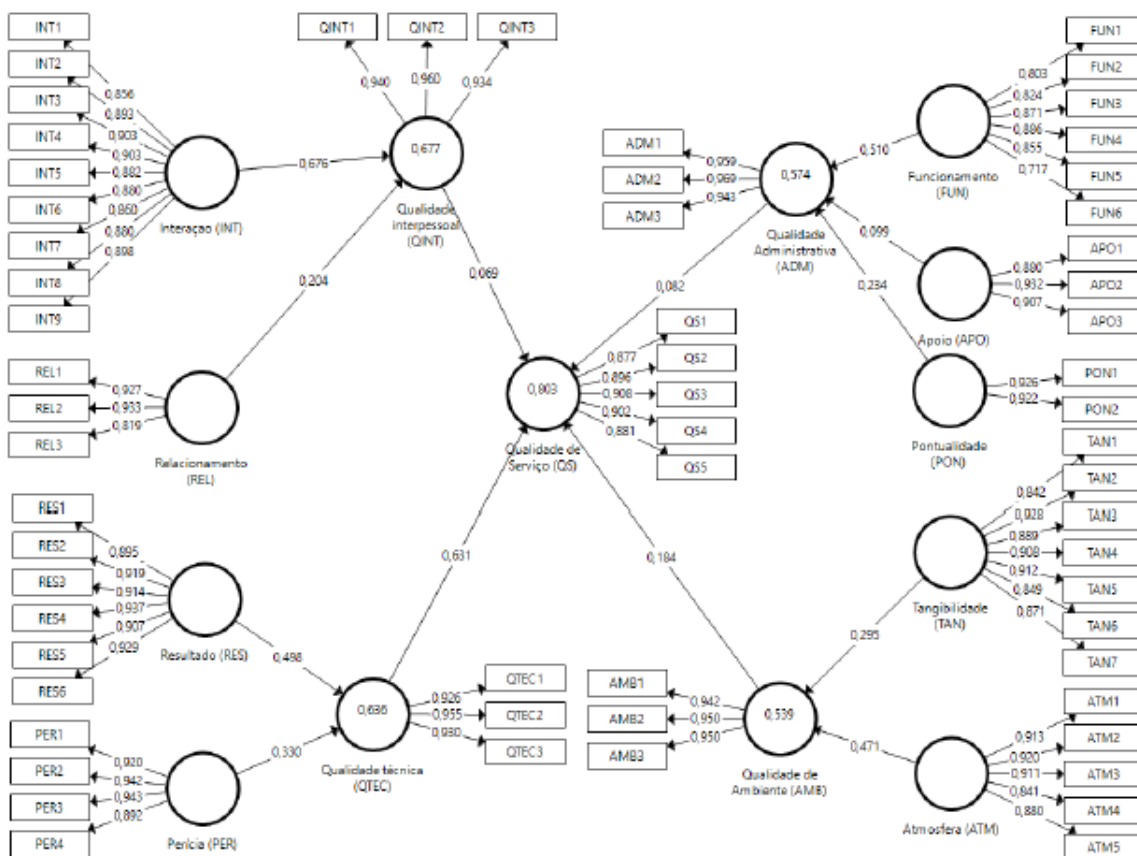 INT1
INT2
INT3
INT4
INT5
INT6
INT7
INT8
INT9
0,856
0,893
0,903
0,903
0,882
0,880
0,860
0,880
0,898
Interaçao (INT)
QINT1
QINT2
QINT3
0,940
0,960
0,934
0,677
Qualidade
interpessoal
(QINT)
0,676
0,204
0,069
REL1
REL2
REL3
0,927
0,933
0,819
Relacionamento
(REL)
RES1
RES2
RES3
RES4
RES5
RES6
0,895
0,919
0,914
0,937
0,907
0,929
Resultado (RES)
0,498
PER1
PER2
PER3
PER4
0,920
0,942
0,943
0,892
Perícia (PER)
0,330
0,636
Qualidade técnica
(QTEC)
0,926
0,955
0,930
QTEC1
QTEC2
QTEC3
0,631
0,803
Qualidade de
Serviço (QS)
0,877
0,896
0,908
0,902
0,881
QS1
QS2
QS3
QS4
QS5
ADM1
ADM2
ADM3
0,959
0,969
0,943
0,574
Qualidade
Administrativa
(ADM)
0,082
0,510
0,099
0,234
FUN1
FUN2
FUN3
FUN4
FUN5
FUN6
0,803
0,824
0,871
0,886
0,855
0,717
Funcionamento
(FUN)
APO1
APO2
APO3
0,880
0,932
0,907
Apoio (APO)
PON1
PON2
0,926
0,922
Pontualidade
(PON)
TAN1
TAN2
TAN3
TAN4
TAN5
TAN6
TAN7
0,842
0,928
0,889
0,908
0,912
0,849
0,871
Tangibilidade
(TAN)
0,295
0,184
AMB1
AMB2
AMB3
0,942
0,950
0,950
0,539
Qualidade de
Ambiente (AMB)
0,471
ATM1
ATM2
ATM3
ATM4
ATM5
0,913
0,920
0,911
0,841
0,880
Atmosfera (ATM)